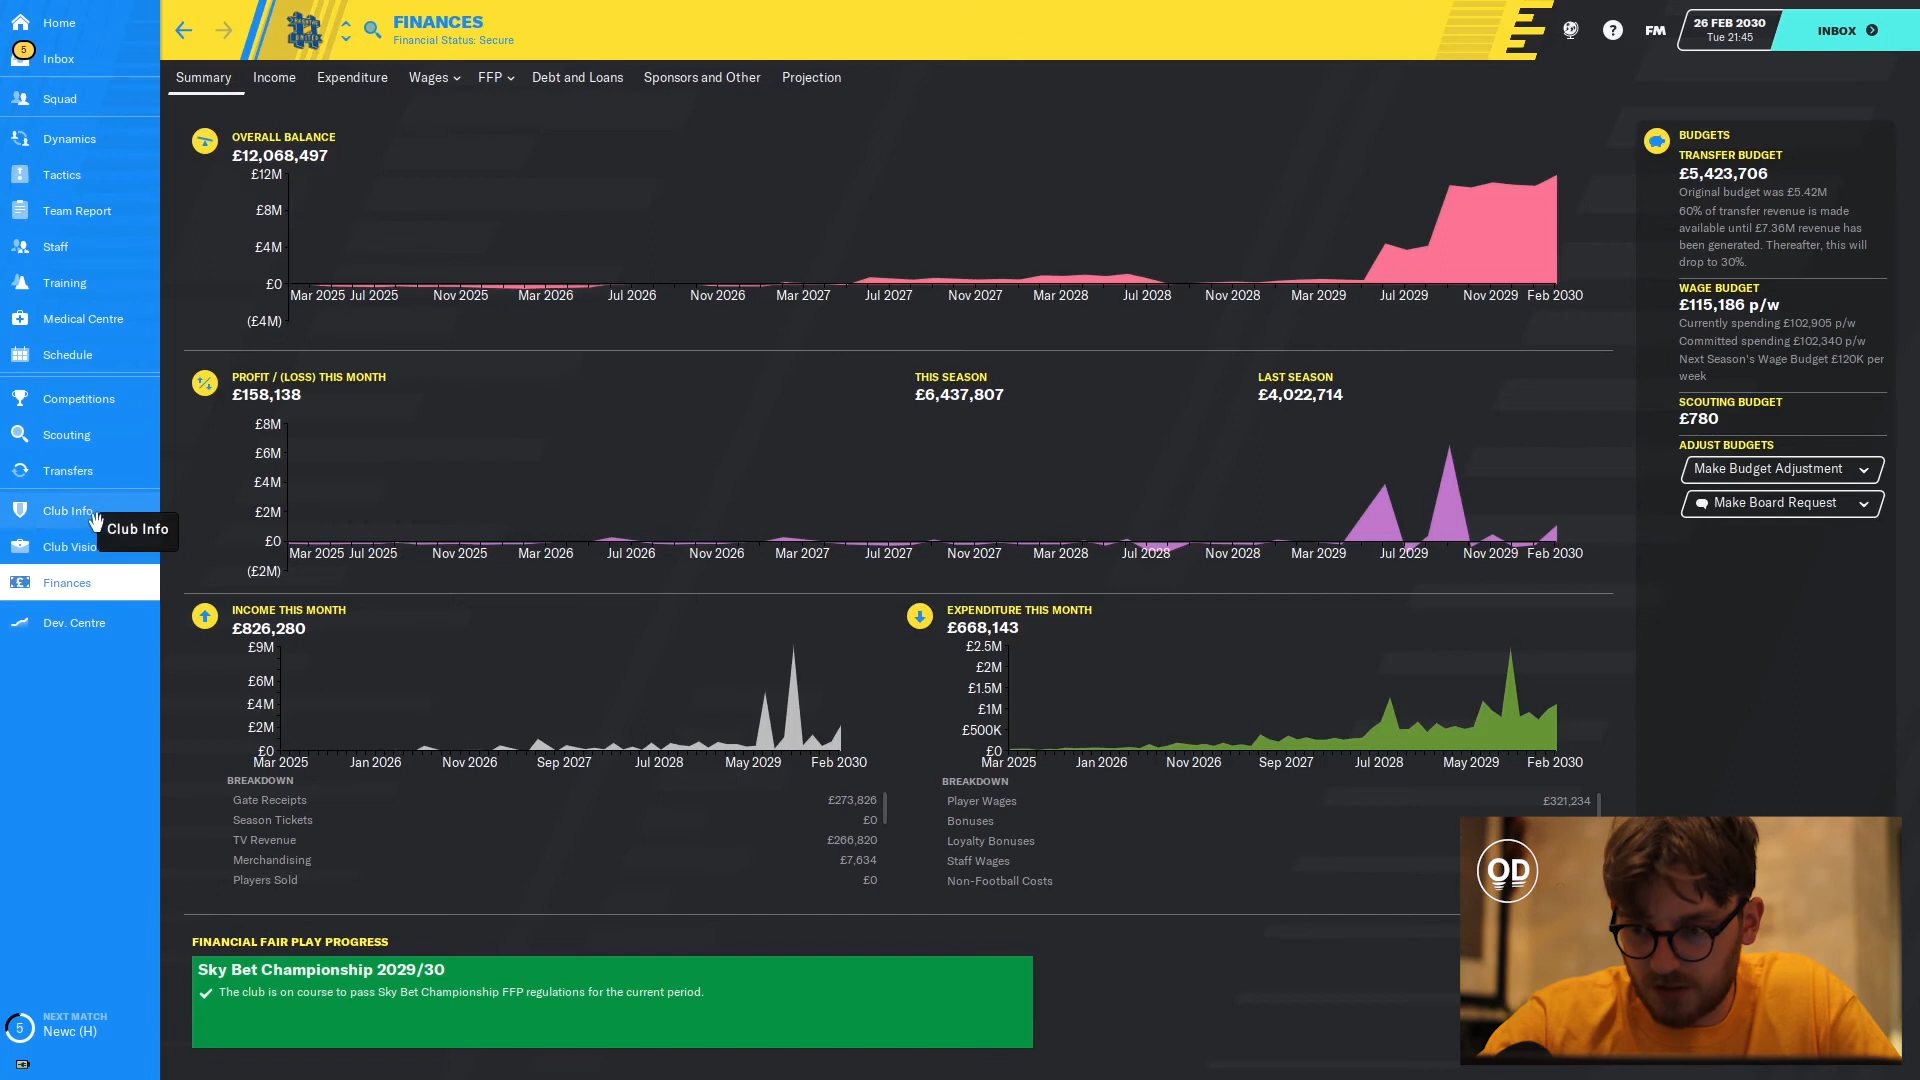 Home
5
Inbox
Squad
Dynamics
Tactics
Team Report
Staff
Training
Medical Centre
Schedule
Competitions
Scouting
Transfers
Club Info
Club Info
Club Visio
Finances
Dev. Centre
5
NEXT MATCH
Newc (H)
FINANCES
Financial Status: Secure
?
FM
26 FEB 2030
Tue 21:45
INBOX
Summary Income Expenditure Wages FFP Debt and Loans Sponsors and Other Projection
OVERALL BALANCE
£12,068,497
£12M
£8M
£4M
£0
(£4M)
Mar 2025 Jul 2025 Nov 2025 Mar 2026 Jul 2026 Nov 2026 Mar 2027 Jul 2027 Nov 2027 Mar 2028 Jul 2028 Nov 2028 Mar 2029 Jul 2029 Nov 2029 Feb 2030
PROFIT / (LOSS) THIS MONTH
£158,138
THIS SEASON
£6,437,807
LAST SEASON
£4,022,714
£8M
£6M
£4M
£2M
£0
(£2M)
Mar 2025 Jul 2025 Nov 2025 Mar 2026 Jul 2026 Nov 2026 Mar 2027 Jul 2027 Nov 2027 Mar 2028 Jul 2028 Nov 2028 Mar 2029 Jul 2029 Nov 2029 Feb 2030
INCOME THIS MONTH
£826,280
£9M
£6M
£4M
£2M
£0
Mar 2025 Jan 2026 Nov 2026 Sep 2027 Jul 2028 May 2029 Feb 2030
BREAKDOWN
Gate Receipts £273,826
Season Tickets £0
TV Revenue £266,820
Merchandising £7,634
Players Sold £0
EXPENDITURE THIS MONTH
£668,143
£2.5M
£2M
£1.5M
£1M
£500K
£0
Mar 2025 Jan 2026 Nov 2026 Sep 2027 Jul 2028 May 2029 Feb 2030
BREAKDOWN
Player Wages £321,234
Bonuses
Loyalty Bonuses
Staff Wages
Non-Football Costs
FINANCIAL FAIR PLAY PROGRESS
Sky Bet Championship 2029/30
The club is on course to pass Sky Bet Championship FFP regulations for the current period.
BUDGETS
TRANSFER BUDGET
£5,423,706
Original budget was £5.42M
60% of transfer revenue is made
available until £7.36M revenue has
been generated. Thereafter, this will
drop to 30%.
WAGE BUDGET
£115,186 p/w
Currently spending £102,905 p/w
Committed spending £102,340 p/w
Next Season's Wage Budget £120K per
week
SCOUTING BUDGET
£780
ADJUST BUDGETS
Make Budget Adjustment
Make Board Request
OD